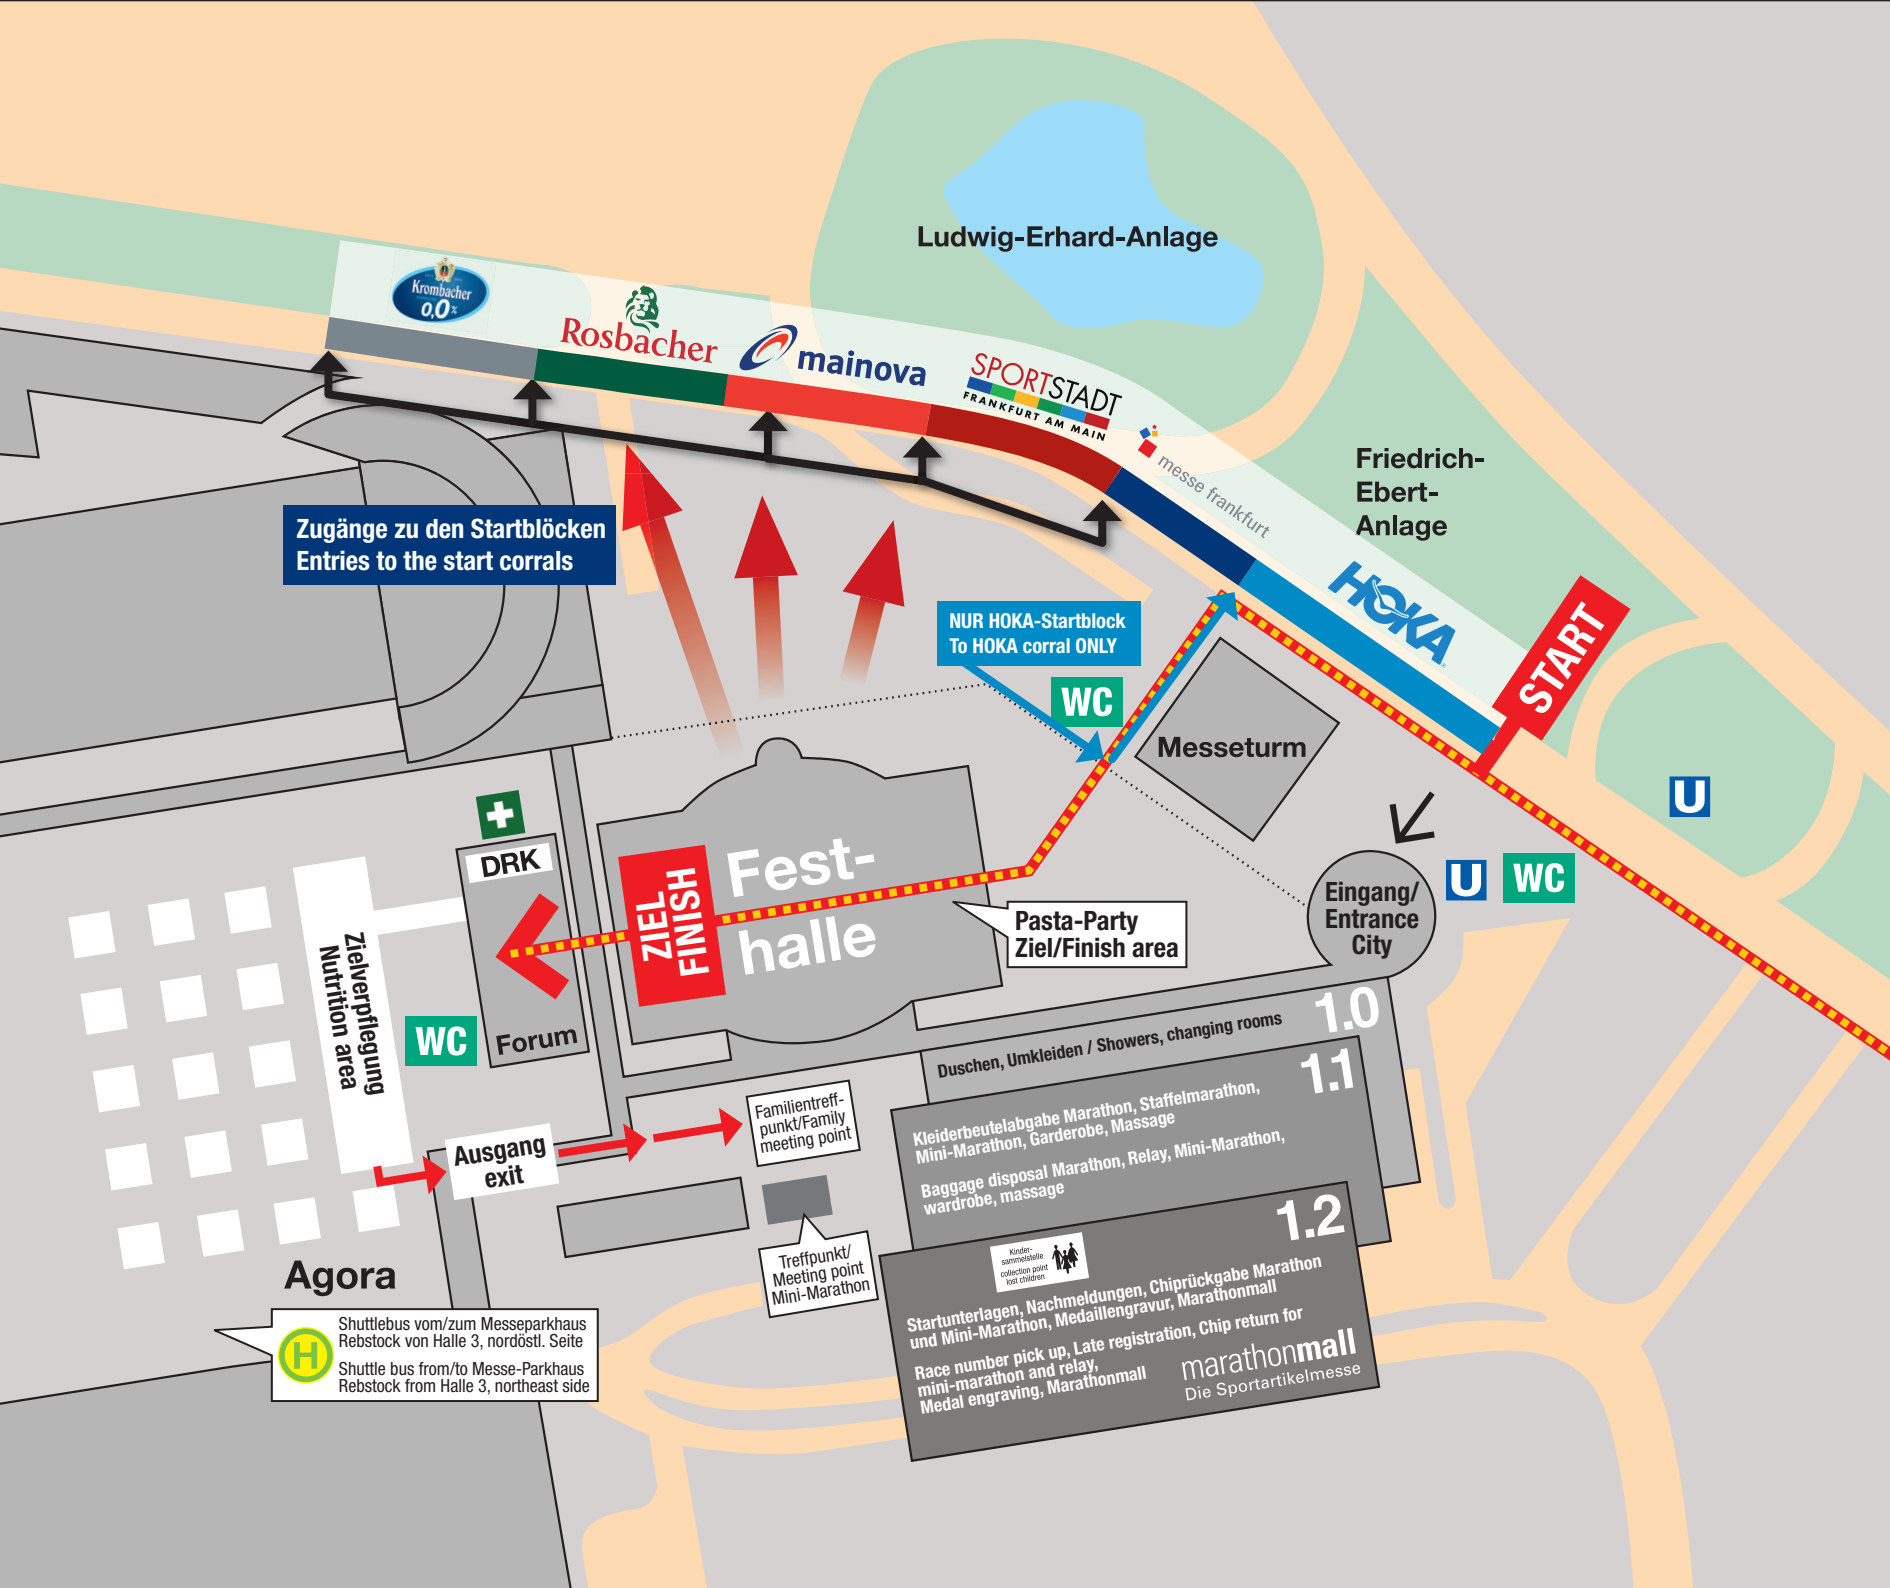 Ludwig-Erhard-Anlage
Krombacher
0,0%
Rosbacher
mainova
SPORTSTADT
FRANKFURT AM MAIN
messe frankfurt
Friedrich-
Ebert-
Anlage
HOKA
START
Zugänge zu den Startblöcken
Entries to the start corrals
NUR HOKA-Startblock
To HOKA corral ONLY
WC
Messeturm
U
U
WC
Eingang/
Entrance
City
DRK
ZIEL
FINISH
Fest-
halle
Pasta-Party
Ziel/Finish area
Zielverpflegung
Nutrition area
WC
Forum
1.0
Duschen, Umkleiden / Showers, changing rooms
1.1
Kleiderbeutelabgabe Marathon, Staffelmarathon,
Mini-Marathon, Garderobe, Massage
Baggage disposal Marathon, Relay, Mini-Marathon,
wardrobe, massage
Familientreff-
punkt/Family
meeting point
Ausgang
exit
Treffpunkt/
Meeting point
Mini-Marathon
1.2
Kinder-
sammelstelle
collection point
lost children
Startunterlagen, Nachmeldungen, Chiprückgabe Marathon
und Mini-Marathon, Medaillengravur, Marathonmall
Race number pick up, Late registration, Chip return for
mini-marathon and relay,
Medal engraving, Marathonmall
marathonmall
Die Sportartikelmesse
Agora
H
Shuttlebus vom/zum Messeparkhaus
Rebstock von Halle 3, nordöstl. Seite
Shuttle bus from/to Messe-Parkhaus
Rebstock from Halle 3, northeast side